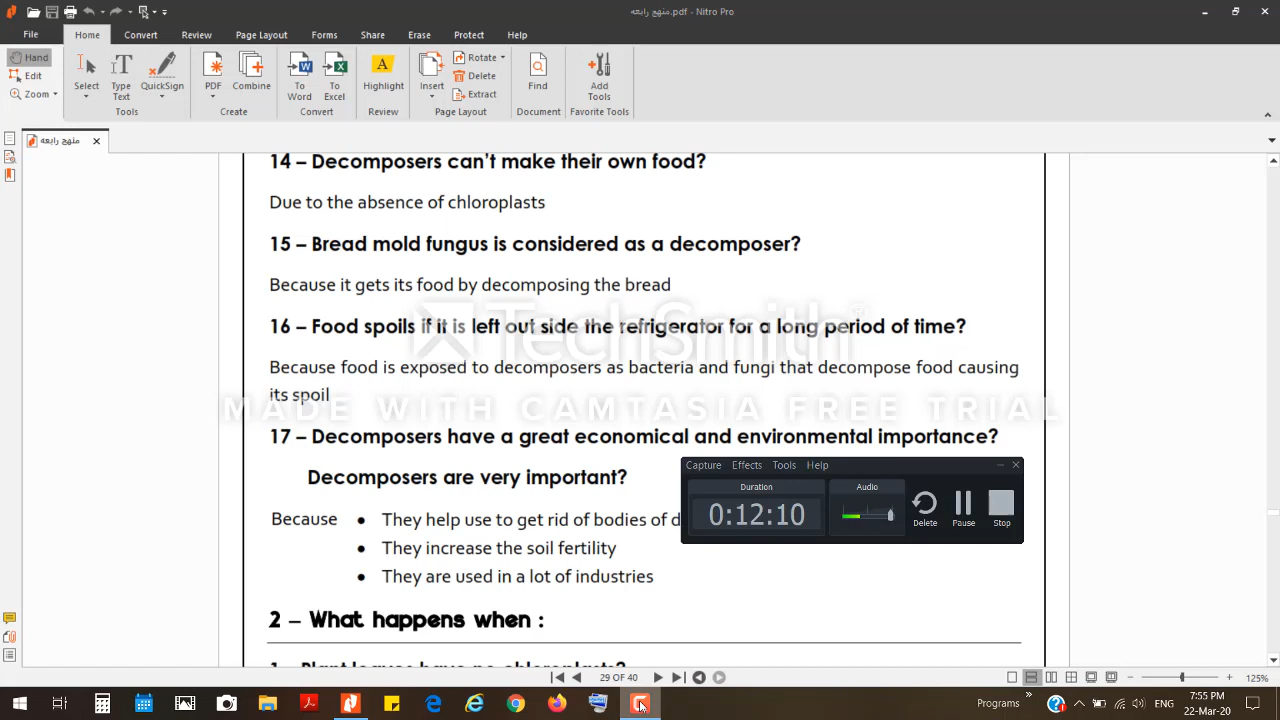 منهج رابعه.pdf - Nitro Pro
File Home Convert Review Page Layout Forms Share Erase Protect Help
Hand
Edit
Zoom
Select
Type Text
QuickSign
Tools
PDF
Combine
Create
To Word
To Excel
Convert
Highlight
Review
Insert
Rotate
Delete
Extract
Page Layout
Find
Document
Add Tools
Favorite Tools
منهج رابعه
14 – Decomposers can't make their own food?
Due to the absence of chloroplasts
15 – Bread mold fungus is considered as a decomposer?
Because it gets its food by decomposing the bread
16 – Food spoils if it is left out side the refrigerator for a long period of time?
Because food is exposed to decomposers as bacteria and fungi that decompose food causing
its spoil
17 – Decomposers have a great economical and environmental importance?
Decomposers are very important?
Because • They help use to get rid of bodies of d
• They increase the soil fertility
• They are used in a lot of industries
2 – What happens when :
1 – Plant leaves have no chloroplasts?
TechSmith®
MADE WITH CAMTASIA FREE TRIAL
Capture Effects Tools Help
Duration
0:12:10
Audio
Delete
Pause
Stop
29 OF 40
125%
Programs
7:55 PM
22-Mar-20